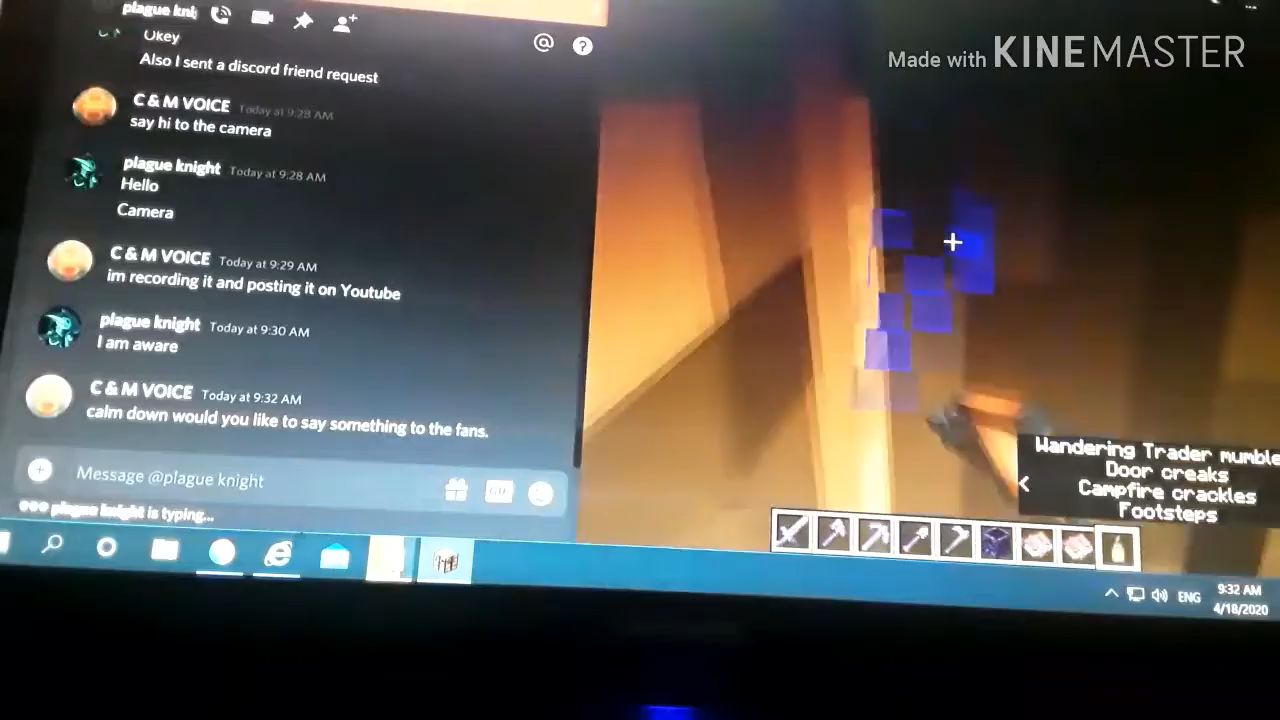 plague kni
Okey
Also I sent a discord friend request
C & M VOICE Today at 9:28 AM
say hi to the camera
plague knight Today at 9:28 AM
Hello
Camera
C & M VOICE Today at 9:29 AM
im recording it and posting it on Youtube
plague knight Today at 9:30 AM
I am aware
C & M VOICE Today at 9:32 AM
calm down would you like to say something to the fans.
Message @plague knight
GIF
plague knight is typing...
Made with KINEMASTER
Wandering Trader mumble
Door creaks
< Campfire crackles
Footsteps
ENG
9:32 AM
4/18/2020